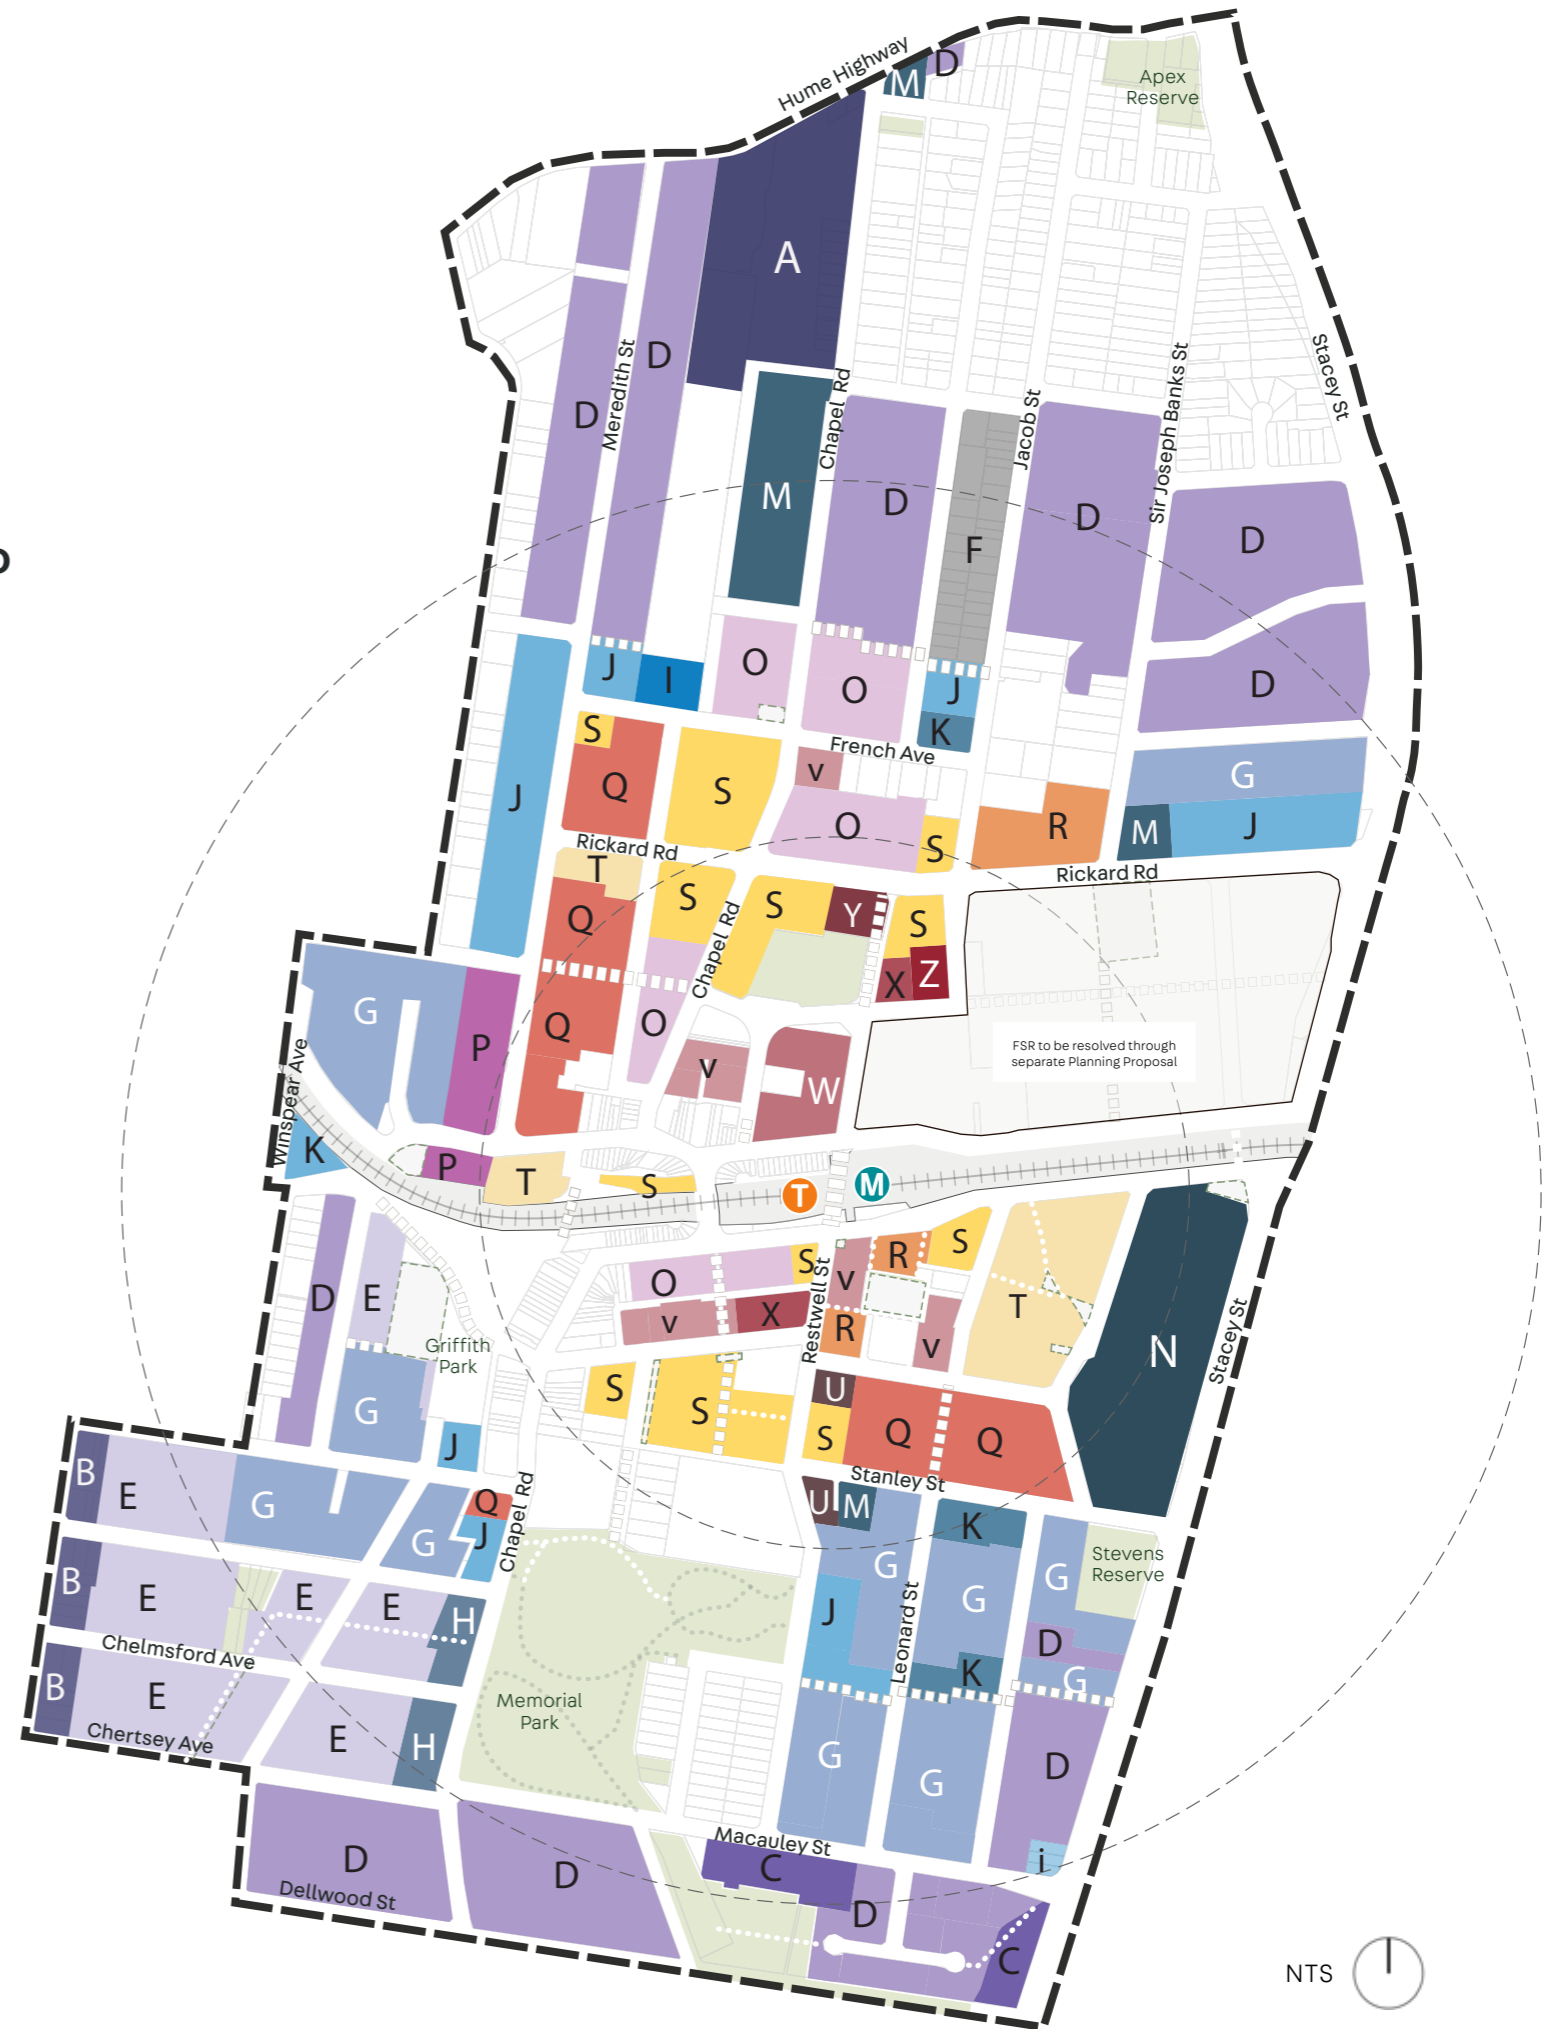 Hume Highway
D
M
Apex
Reserve
A
D
Meredith St
D
Stacey St
Chapel Rd
Jacob St
Sir Joseph Banks St
M
D
F
D
D
J
I
O
O
J
K
D
S
Q
S
French Ave
v
G
J
O
S
R
M
J
Rickard Rd
T
Rickard Rd
S
S
Y
S
Q
Chapel Rd
X
Z
G
P
Q
O
v
W
FSR to be resolved through
separate Planning Proposal
Winspear Ave
K
P
T
S
T
M
D
E
O
S
Restwell St
v
R
S
v
X
R
v
T
N
Stacey St
Griffith
Park
G
J
S
S
U
S
Q
Q
Stanley St
B
E
G
G
Q
J
Chapel Rd
U
M
K
G
G
G
Stevens
Reserve
B
E
E
E
H
J
Leonard St
D
K
G
Chelmsford Ave
B
E
Chertsey Ave
E
H
Memorial
Park
G
G
D
Macauley St
C
i
D
Dellwood St
D
D
C
NTS